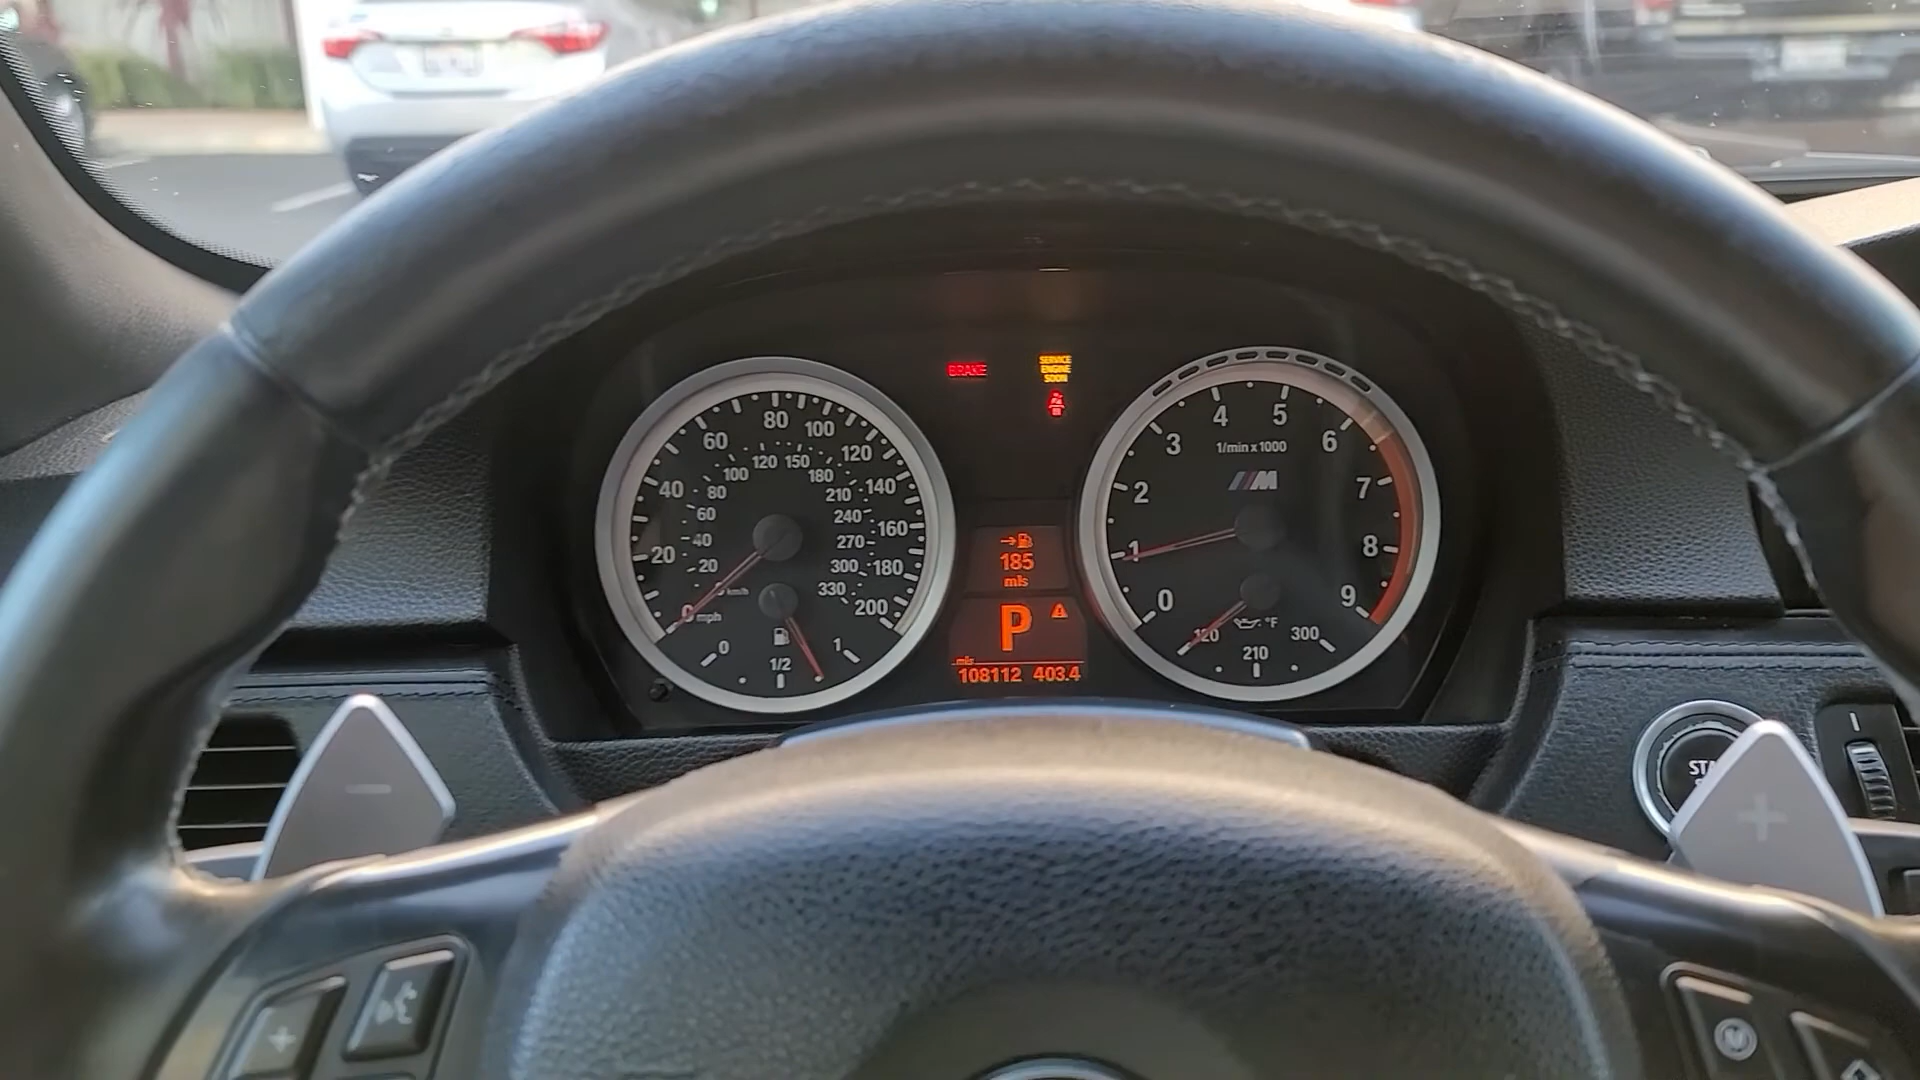 BRAKE
SERVICE
ENGINE
SOON
20 40 60 80 100 120 140 160 180 200
20 40 60 80 100 120 150 180 210 240 270 300 330
km/h
0 mph
0 1/2 1
→ 185
mls
P
mls
108112 403.4
0 1 2 3 4 5 6 7 8 9
1/min x 1000
M
120 210 300
°F
−
+
+
M